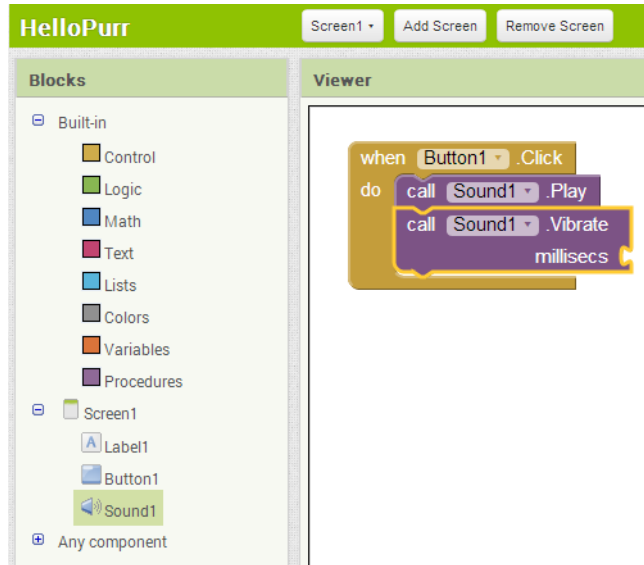 HelloPurr
Screen1
Add Screen
Remove Screen
Blocks
Viewer
Built-in
Control
Logic
Math
Text
Lists
Colors
Variables
Procedures
Screen1
A Label1
Button1
Sound1
Any component
when Button1 .Click
do call Sound1 .Play
call Sound1 .Vibrate
millisecs